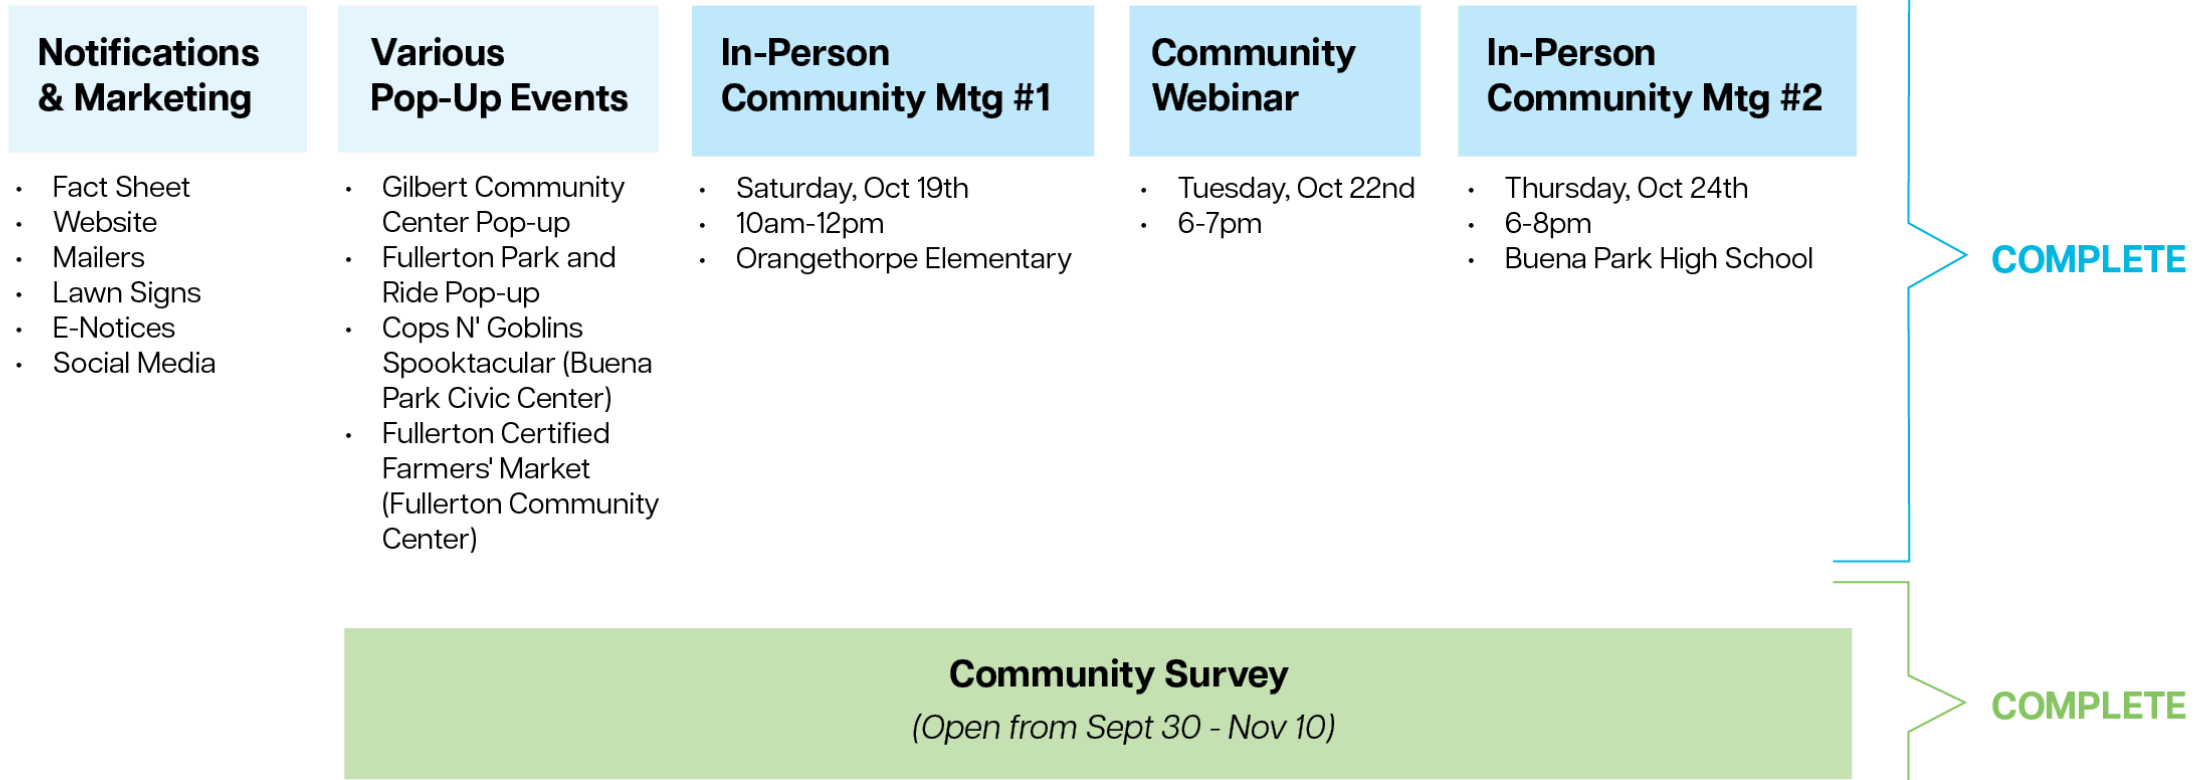 Notifications
& Marketing
• Fact Sheet
• Website
• Mailers
• Lawn Signs
• E-Notices
• Social Media
Various
Pop-Up Events
• Gilbert Community
Center Pop-up
• Fullerton Park and
Ride Pop-up
• Cops N' Goblins
Spooktacular (Buena
Park Civic Center)
• Fullerton Certified
Farmers' Market
(Fullerton Community
Center)
In-Person
Community Mtg #1
• Saturday, Oct 19th
• 10am-12pm
• Orangethorpe Elementary
Community
Webinar
• Tuesday, Oct 22nd
• 6-7pm
In-Person
Community Mtg #2
• Thursday, Oct 24th
• 6-8pm
• Buena Park High School
COMPLETE
Community Survey
(Open from Sept 30 - Nov 10)
COMPLETE